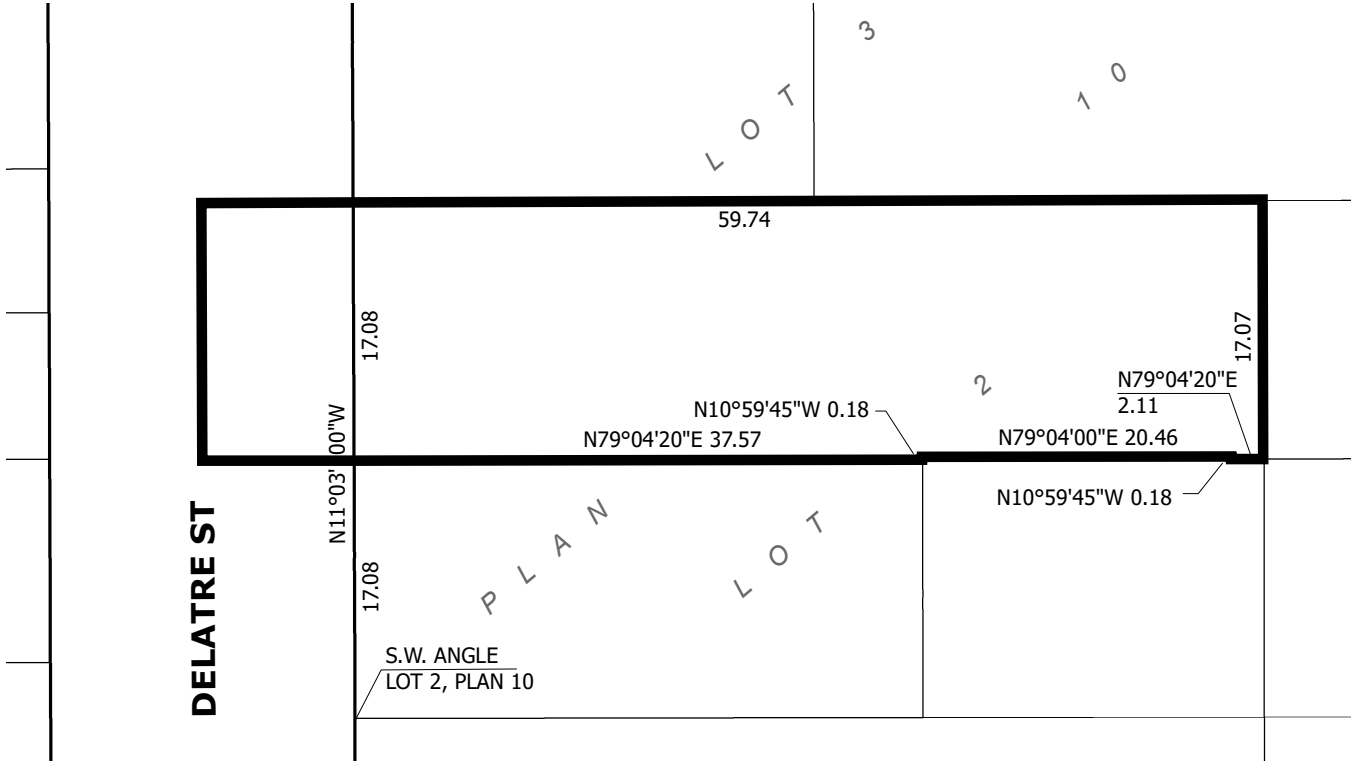 LOT 3
10
59.74
17.08
17.07
2
N79°04'20"E
2.11
N10°59'45"W 0.18
N79°04'20"E 37.57
N79°04'00"E 20.46
N11°03'00"W
N10°59'45"W 0.18
PLAN
LOT
DELATRE ST
17.08
S.W. ANGLE
LOT 2, PLAN 10